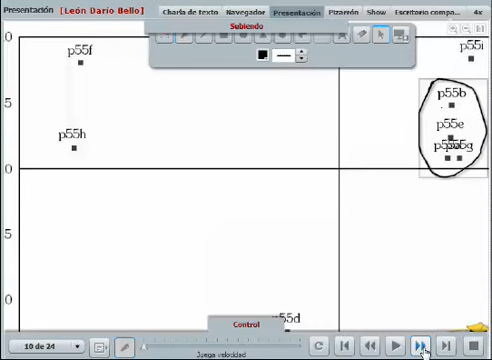 Presentación [León Darío Bello] Charla de texto Navegador Presentación Pizarrón Show Escritorio compa... 4x
Subiendo
0
p55f
p55i
5
p55b
p55e
p55h
p55g
0
5
0
p55d
Control
10 de 24
Juega velocidad